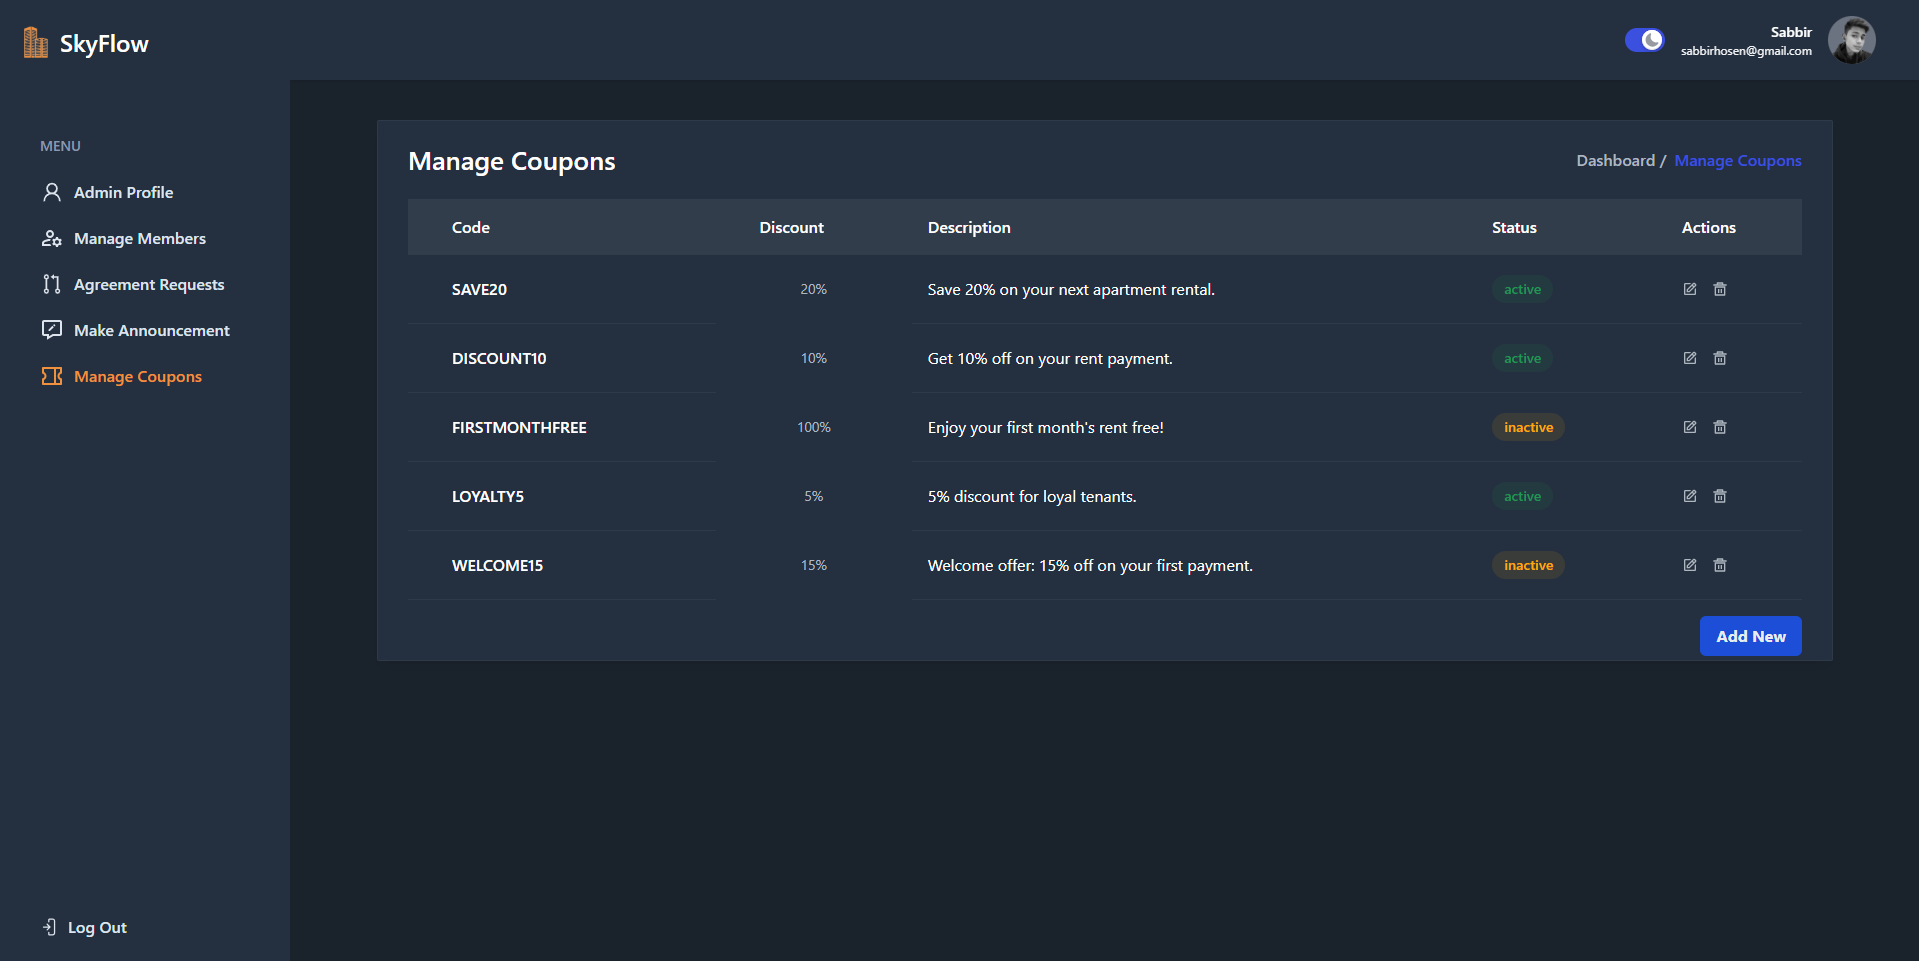 SkyFlow
Sabbir
sabbirhosen@gmail.com
MENU
Admin Profile
Manage Members
Agreement Requests
Make Announcement
Manage Coupons
Log Out
Manage Coupons
Dashboard / Manage Coupons
Code Discount Description Status Actions
SAVE20 20% Save 20% on your next apartment rental. active
DISCOUNT10 10% Get 10% off on your rent payment. active
FIRSTMONTHFREE 100% Enjoy your first month's rent free! inactive
LOYALTY5 5% 5% discount for loyal tenants. active
WELCOME15 15% Welcome offer: 15% off on your first payment. inactive
Add New